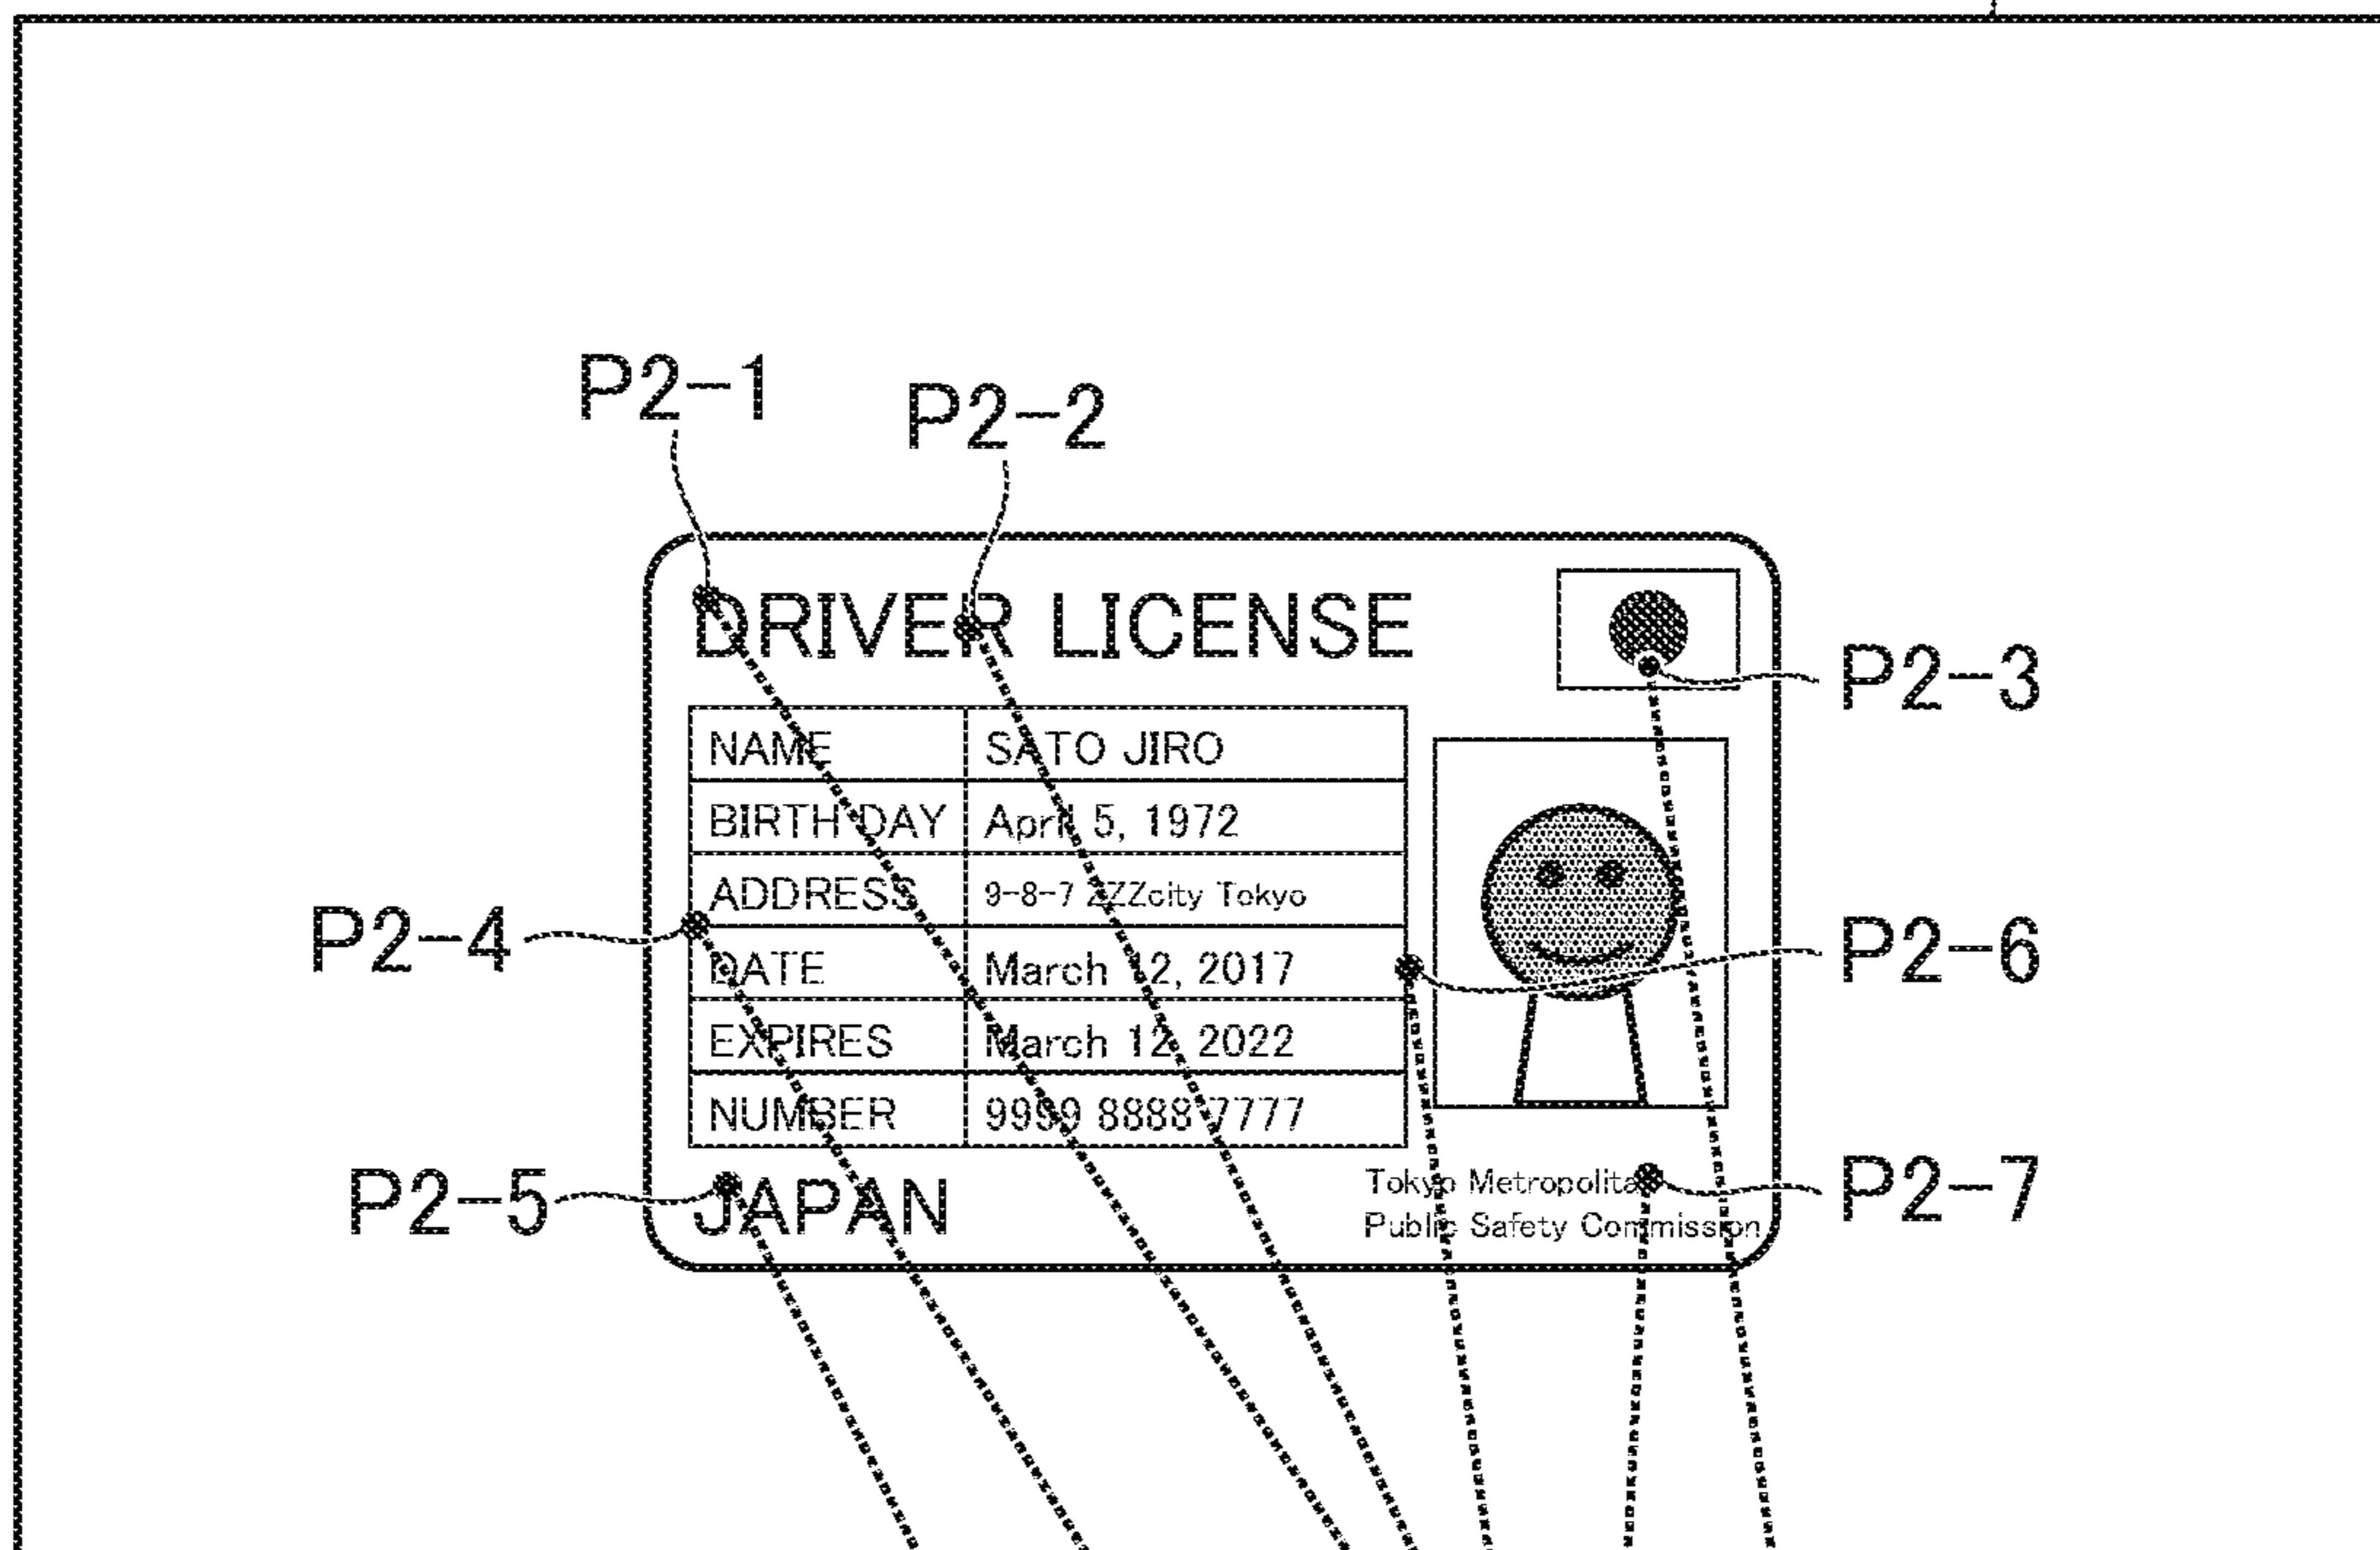 P2-1
P2-2
DRIVER LICENSE
P2-3
NAME SATO JIRO
BIRTH DAY April 5, 1972
ADDRESS 9-8-7 ZZZcity Tokyo
P2-4
DATE March 12, 2017
P2-6
EXPIRES March 12, 2022
NUMBER 9999 8888 7777
P2-5
JAPAN
Tokyo Metropolitan
Public Safety Commission
P2-7